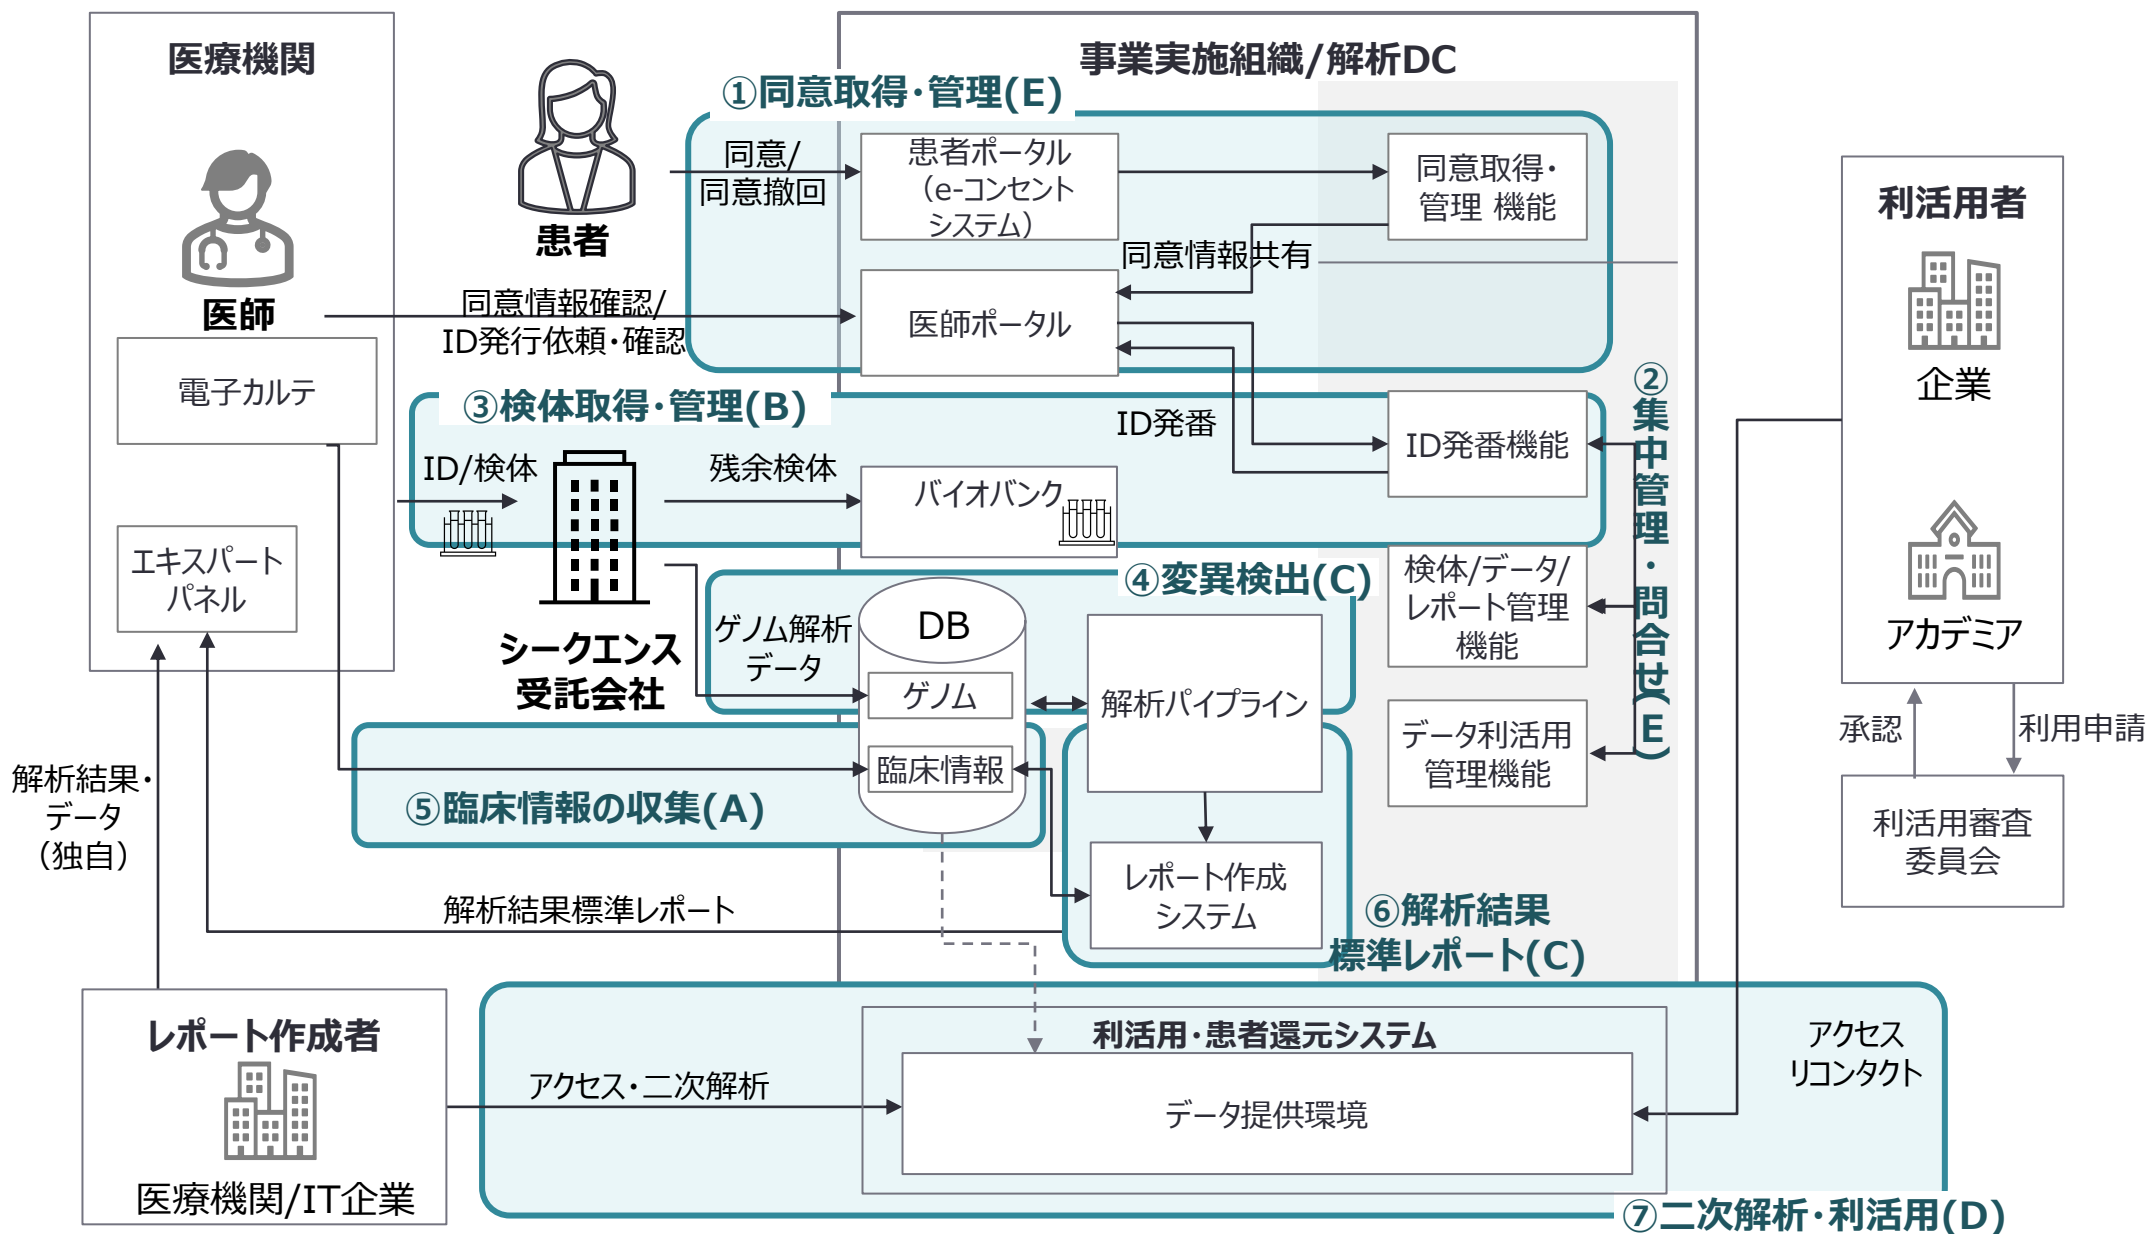 医療機関
医師
電子カルテ
エキスパート
パネル
患者
事業実施組織/解析DC
①同意取得・管理(E)
同意/
同意撤回
患者ポータル
（e-コンセント
システム）
同意取得・
管理 機能
同意情報共有
同意情報確認/
ID発行依頼・確認
医師ポータル
②集中管理・問合せ(E)
③検体取得・管理(B)
ID発番
ID発番機能
ID/検体
残余検体
バイオバンク
シークエンス
受託会社
④変異検出(C)
検体/データ/
レポート管理
機能
ゲノム解析
データ
DB
ゲノム
臨床情報
解析パイプライン
データ利活用
管理機能
⑤臨床情報の収集(A)
レポート作成
システム
⑥解析結果
標準レポート(C)
解析結果標準レポート
解析結果・
データ
（独自）
利活用者
企業
アカデミア
承認
利用申請
利活用審査
委員会
レポート作成者
医療機関/IT企業
アクセス・二次解析
利活用・患者還元システム
データ提供環境
アクセス
リコンタクト
⑦二次解析・利活用(D)